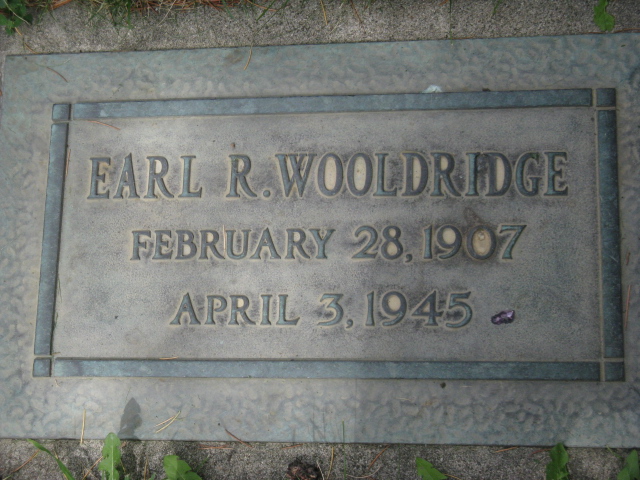 EARL R. WOOLDRIDGE
FEBRUARY 28, 1907
APRIL 3, 1945